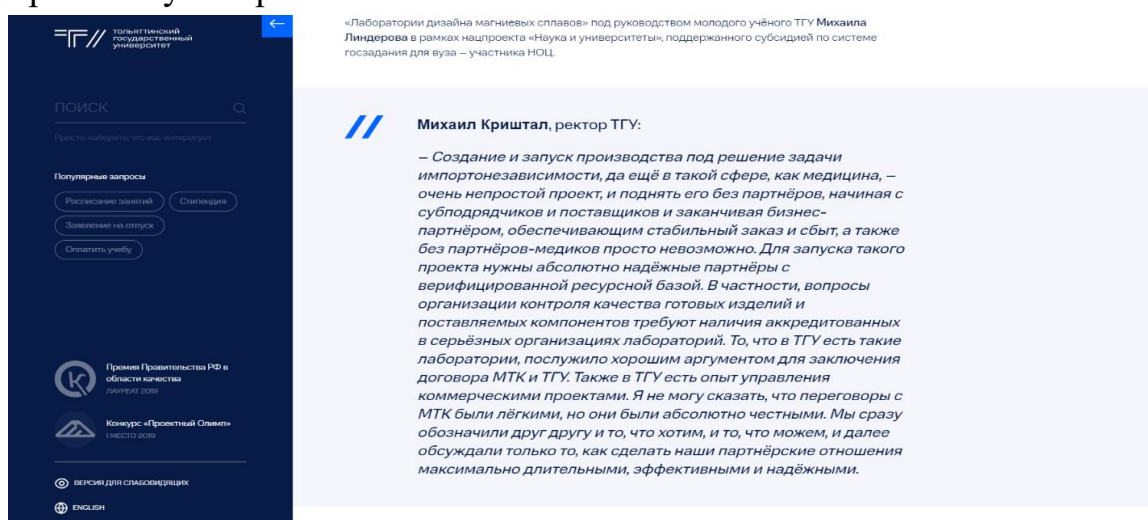 тольяттинский
государственный
университет
ПОИСК
Просто наберите, что вас интересует
Популярные запросы
Расписание занятий
Стипендия
Заявление на отпуск
Оплатить учебу
Премия Правительства РФ в
области качества
ЛАУРЕАТ 2019
Конкурс «Проектный Олимп»
I МЕСТО 2019
ВЕРСИЯ ДЛЯ СЛАБОВИДЯЩИХ
ENGLISH
«Лаборатории дизайна магниевых сплавов» под руководством молодого учёного ТГУ Михаила
Линдерова в рамках нацпроекта «Наука и университеты», поддержанного субсидией по системе
госзадания для вуза – участника НОЦ.
Михаил Криштал, ректор ТГУ:
– Создание и запуск производства под решение задачи
импортонезависимости, да ещё в такой сфере, как медицина, –
очень непростой проект, и поднять его без партнёров, начиная с
субподрядчиков и поставщиков и заканчивая бизнес-
партнёром, обеспечивающим стабильный заказ и сбыт, а также
без партнёров-медиков просто невозможно. Для запуска такого
проекта нужны абсолютно надёжные партнёры с
верифицированной ресурсной базой. В частности, вопросы
организации контроля качества готовых изделий и
поставляемых компонентов требуют наличия аккредитованных
в серьёзных организациях лабораторий. То, что в ТГУ есть такие
лаборатории, послужило хорошим аргументом для заключения
договора МТК и ТГУ. Также в ТГУ есть опыт управления
коммерческими проектами. Я не могу сказать, что переговоры с
МТК были лёгкими, но они были абсолютно честными. Мы сразу
обозначили друг другу и то, что хотим, и то, что можем, и далее
обсуждали только то, как сделать наши партнёрские отношения
максимально длительными, эффективными и надёжными.